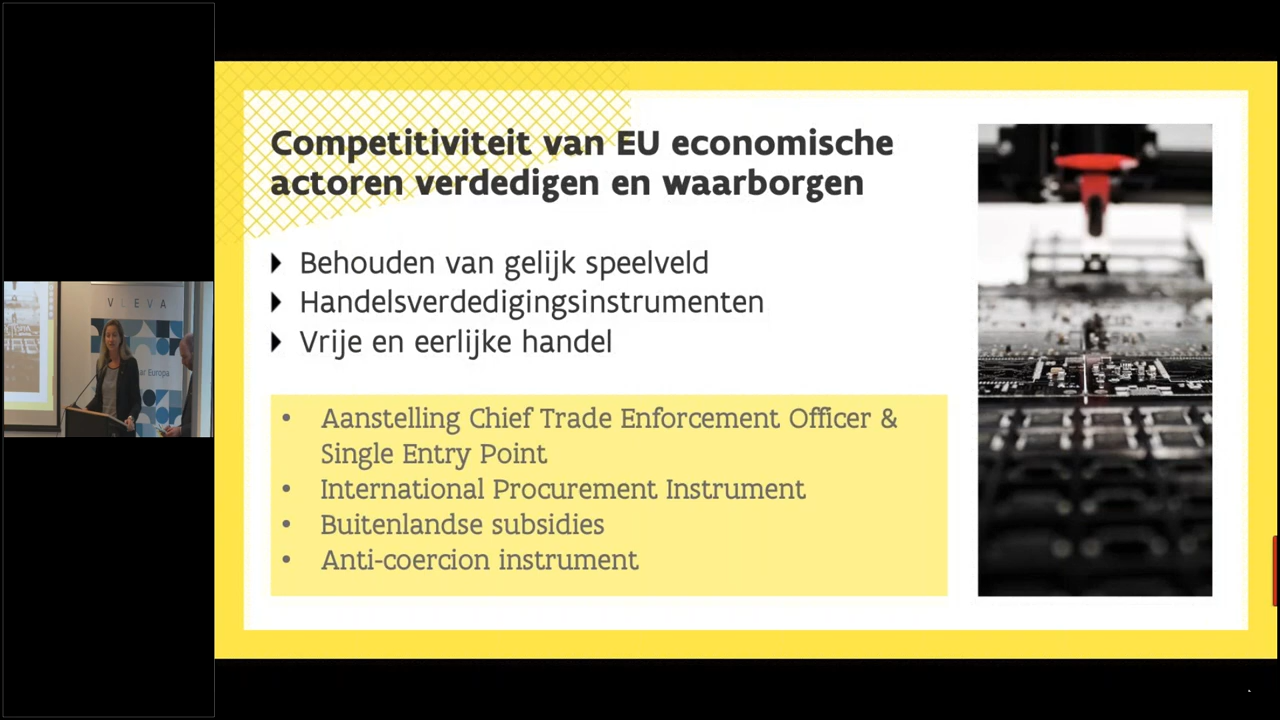 Competitiviteit van EU economische
actoren verdedigen en waarborgen
Behouden van gelijk speelveld
Handelsverdedigingsinstrumenten
Vrije en eerlijke handel
• Aanstelling Chief Trade Enforcement Officer &
Single Entry Point
• International Procurement Instrument
• Buitenlandse subsidies
• Anti-coercion instrument
VLEVA
Europa